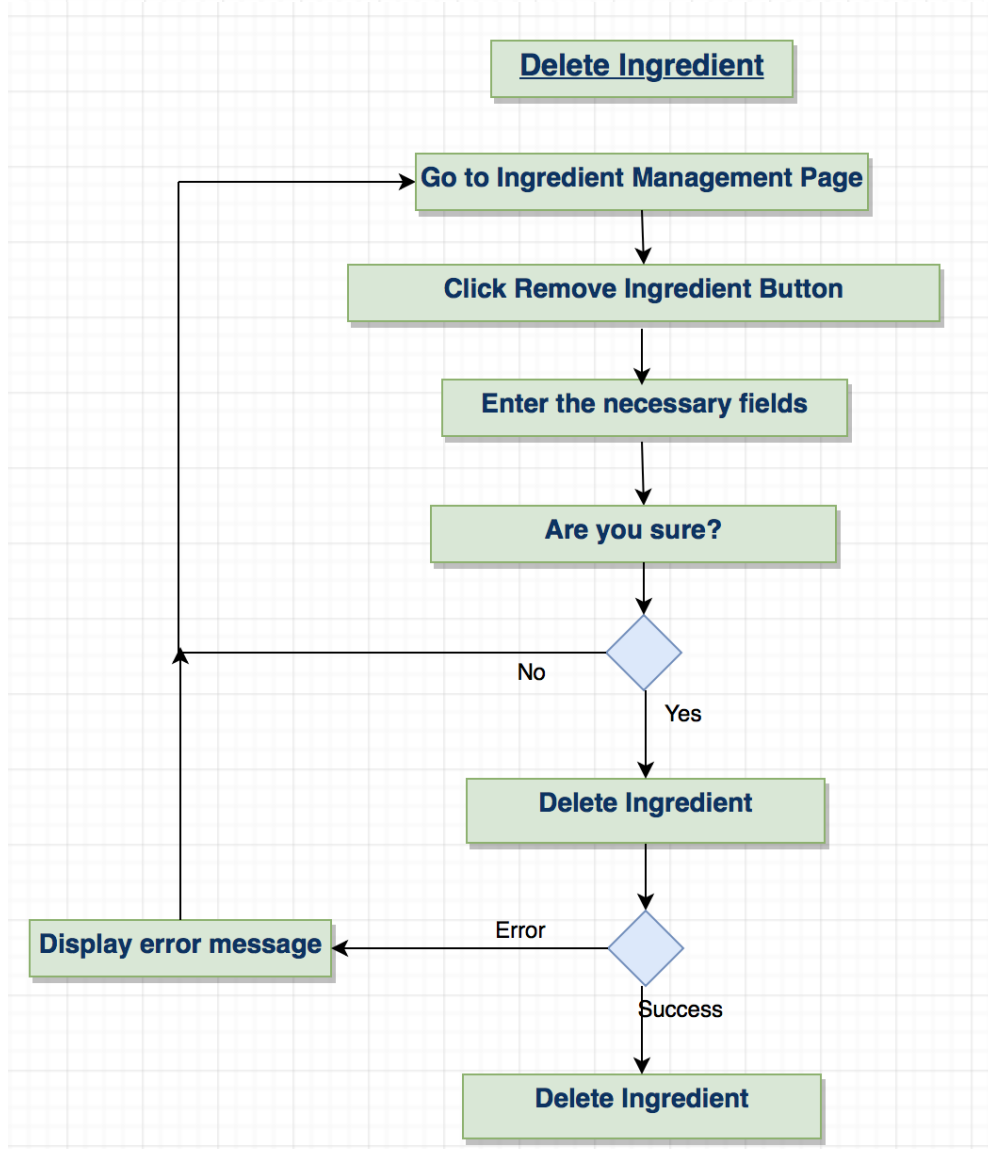 Delete Ingredient
Go to Ingredient Management Page
Click Remove Ingredient Button
Enter the necessary fields
Are you sure?
No
Yes
Delete Ingredient
Error
Display error message
Success
Delete Ingredient